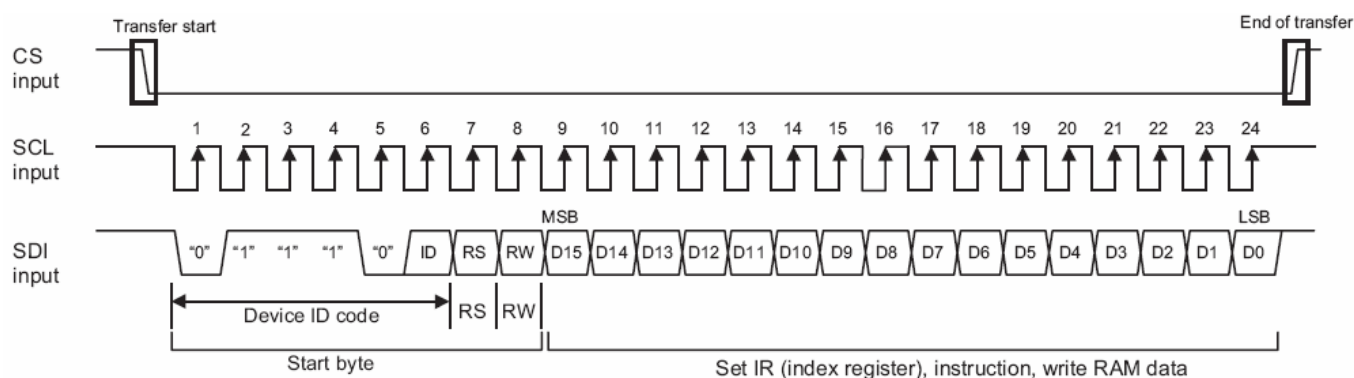 Transfer start
End of transfer
CS
input
1 2 3 4 5 6 7 8 9 10 11 12 13 14 15 16 17 18 19 20 21 22 23 24
SCL
input
MSB
LSB
SDI
input
“0” “1” “1” “1” “0” ID RS RW D15 D14 D13 D12 D11 D10 D9 D8 D7 D6 D5 D4 D3 D2 D1 D0
Device ID code
RS RW
Start byte
Set IR (index register), instruction, write RAM data